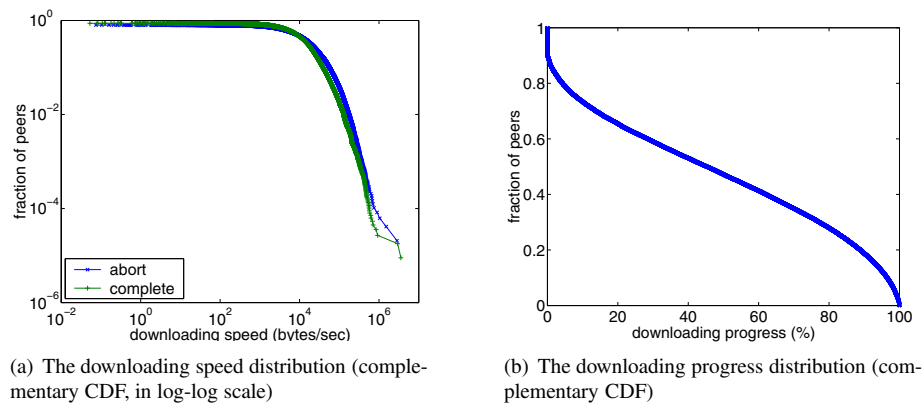 10^0
10^-2
10^-4
10^-6
fraction of peers
abort
complete
10^-2 10^0 10^2 10^4 10^6
downloading speed (bytes/sec)
(a) The downloading speed distribution (comple-
mentary CDF, in log-log scale)
1
0.8
0.6
0.4
0.2
0
fraction of peers
0 20 40 60 80 100
downloading progress (%)
(b) The downloading progress distribution (com-
plementary CDF)